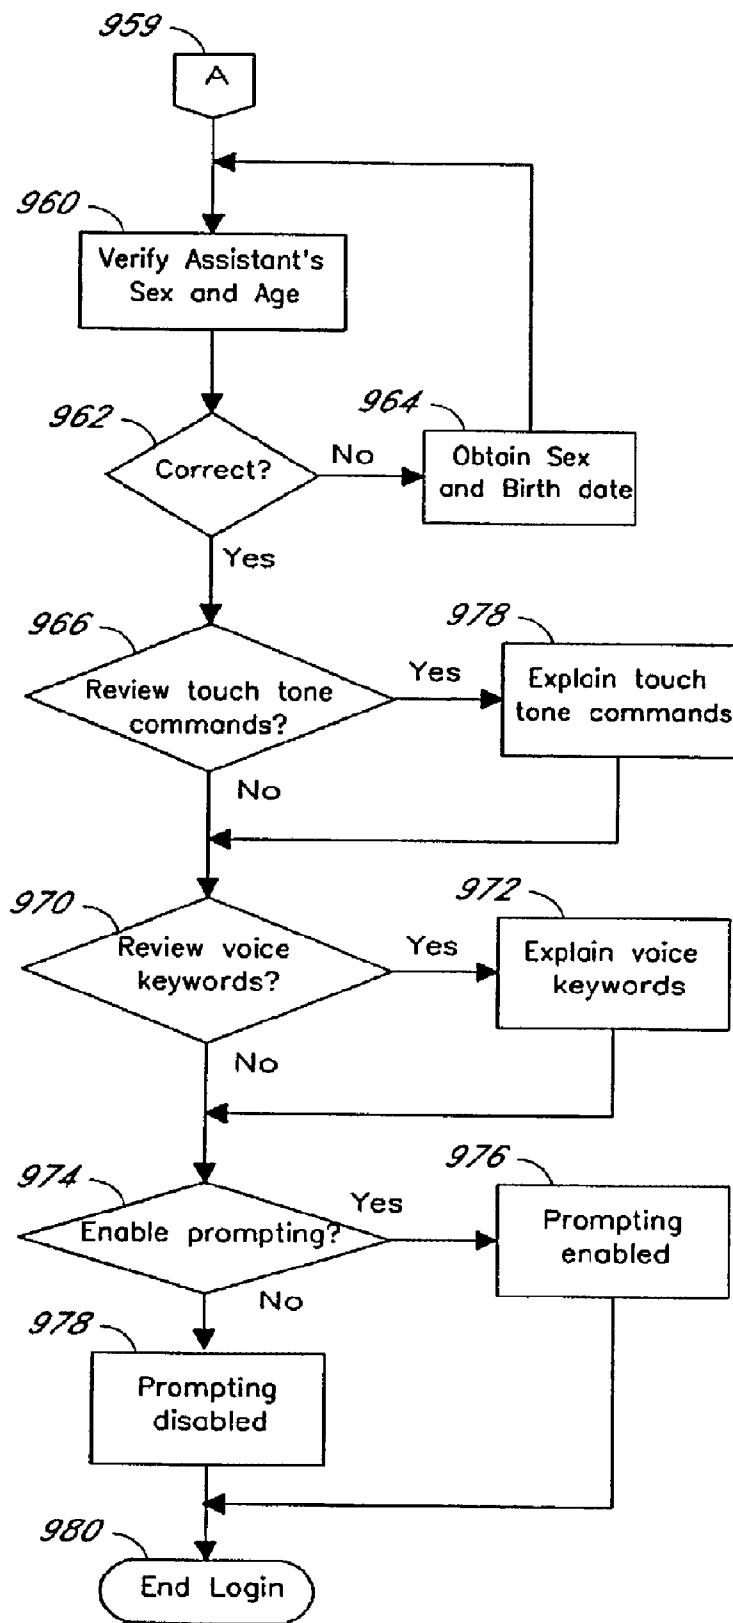 959
A
960
Verify Assistant's
Sex and Age
962
Correct?
No
964
Obtain Sex
and Birth date
Yes
966
Review touch tone
commands?
Yes
978
Explain touch
tone commands
No
970
Review voice
keywords?
Yes
972
Explain voice
keywords
No
974
Enable prompting?
Yes
976
Prompting
enabled
No
978
Prompting
disabled
980
End Login